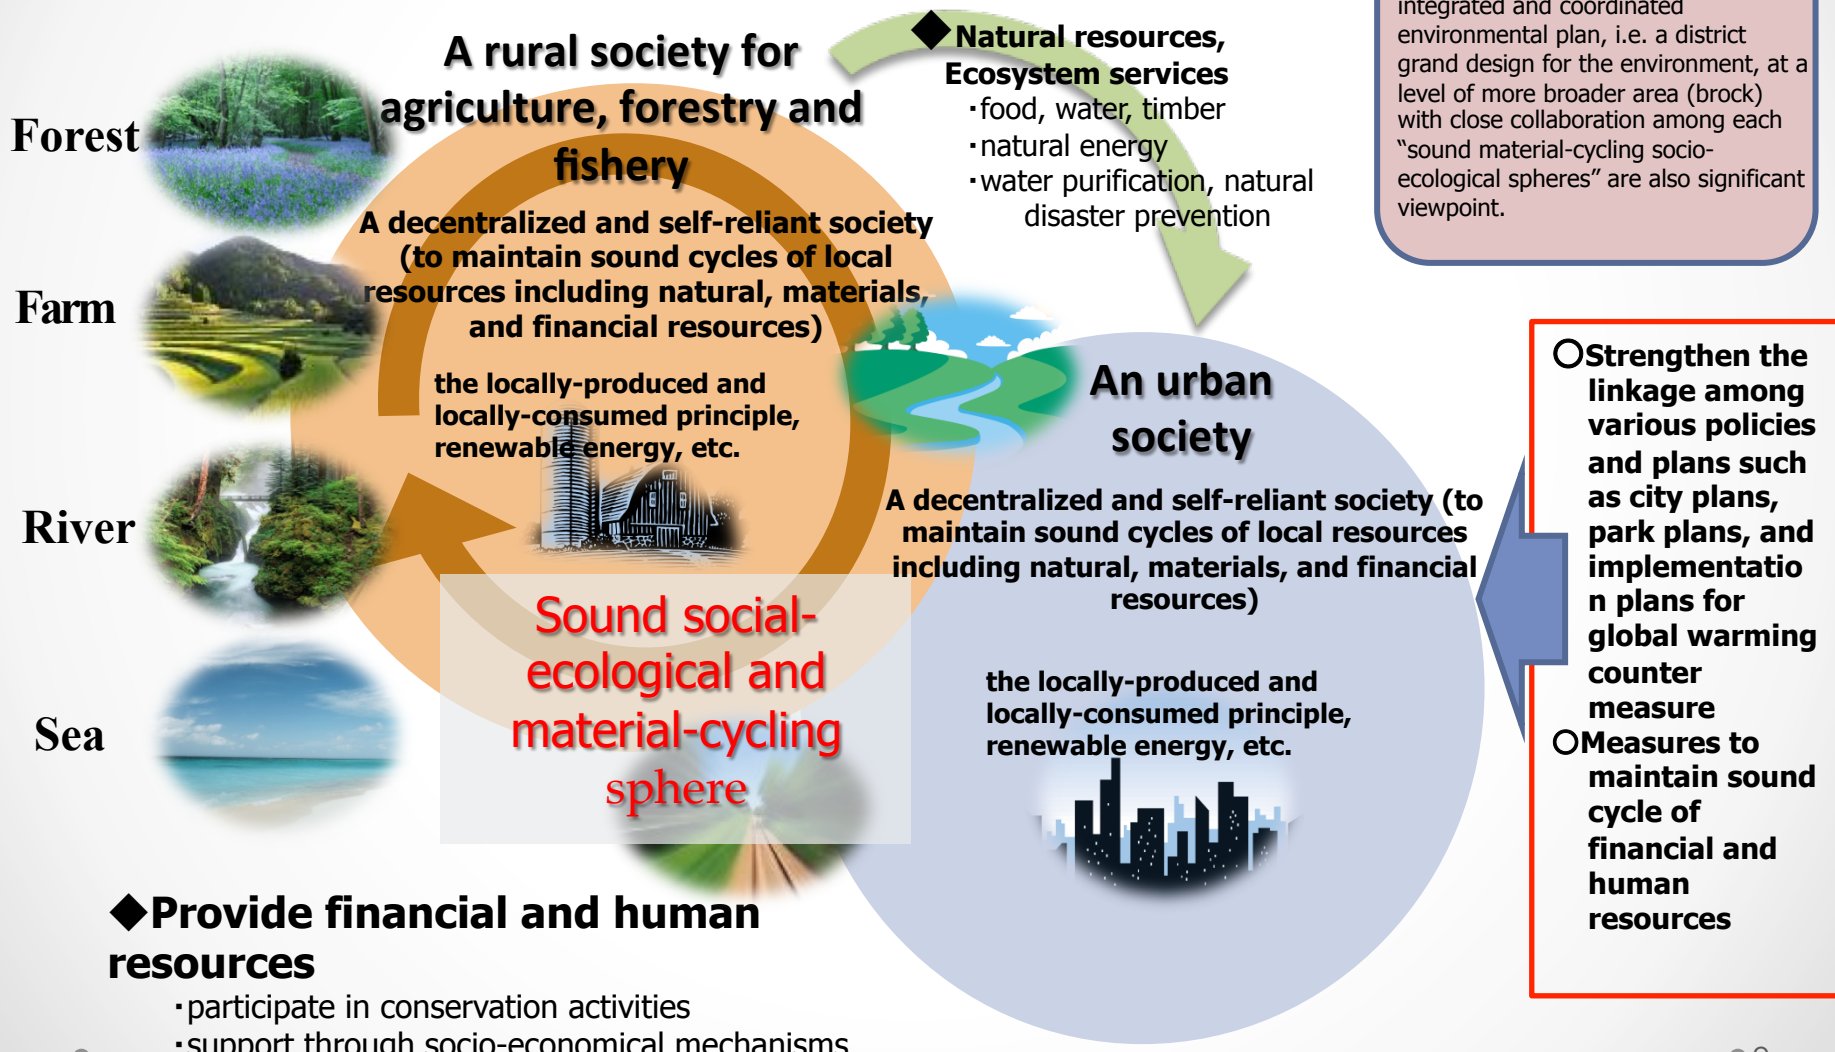 A rural society for
agriculture, forestry and
fishery
A decentralized and self-reliant society
(to maintain sound cycles of local
resources including natural, materials,
and financial resources)
the locally-produced and
locally-consumed principle,
renewable energy, etc.
Forest
Farm
River
Sea
◆Natural resources,
Ecosystem services
・food, water, timber
・natural energy
・water purification, natural
disaster prevention
integrated and coordinated
environmental plan, i.e. a district
grand design for the environment, at a
level of more broader area (brock)
with close collaboration among each
“sound material-cycling socio-
ecological spheres” are also significant
viewpoint.
An urban
society
A decentralized and self-reliant society (to
maintain sound cycles of local resources
including natural, materials, and financial
resources)
the locally-produced and
locally-consumed principle,
renewable energy, etc.
Sound social-
ecological and
material-cycling
sphere
○Strengthen the
linkage among
various policies
and plans such
as city plans,
park plans, and
implementatio
n plans for
global warming
counter
measure
○Measures to
maintain sound
cycle of
financial and
human
resources
◆Provide financial and human
resources
・participate in conservation activities
・support through socio-economical mechanisms